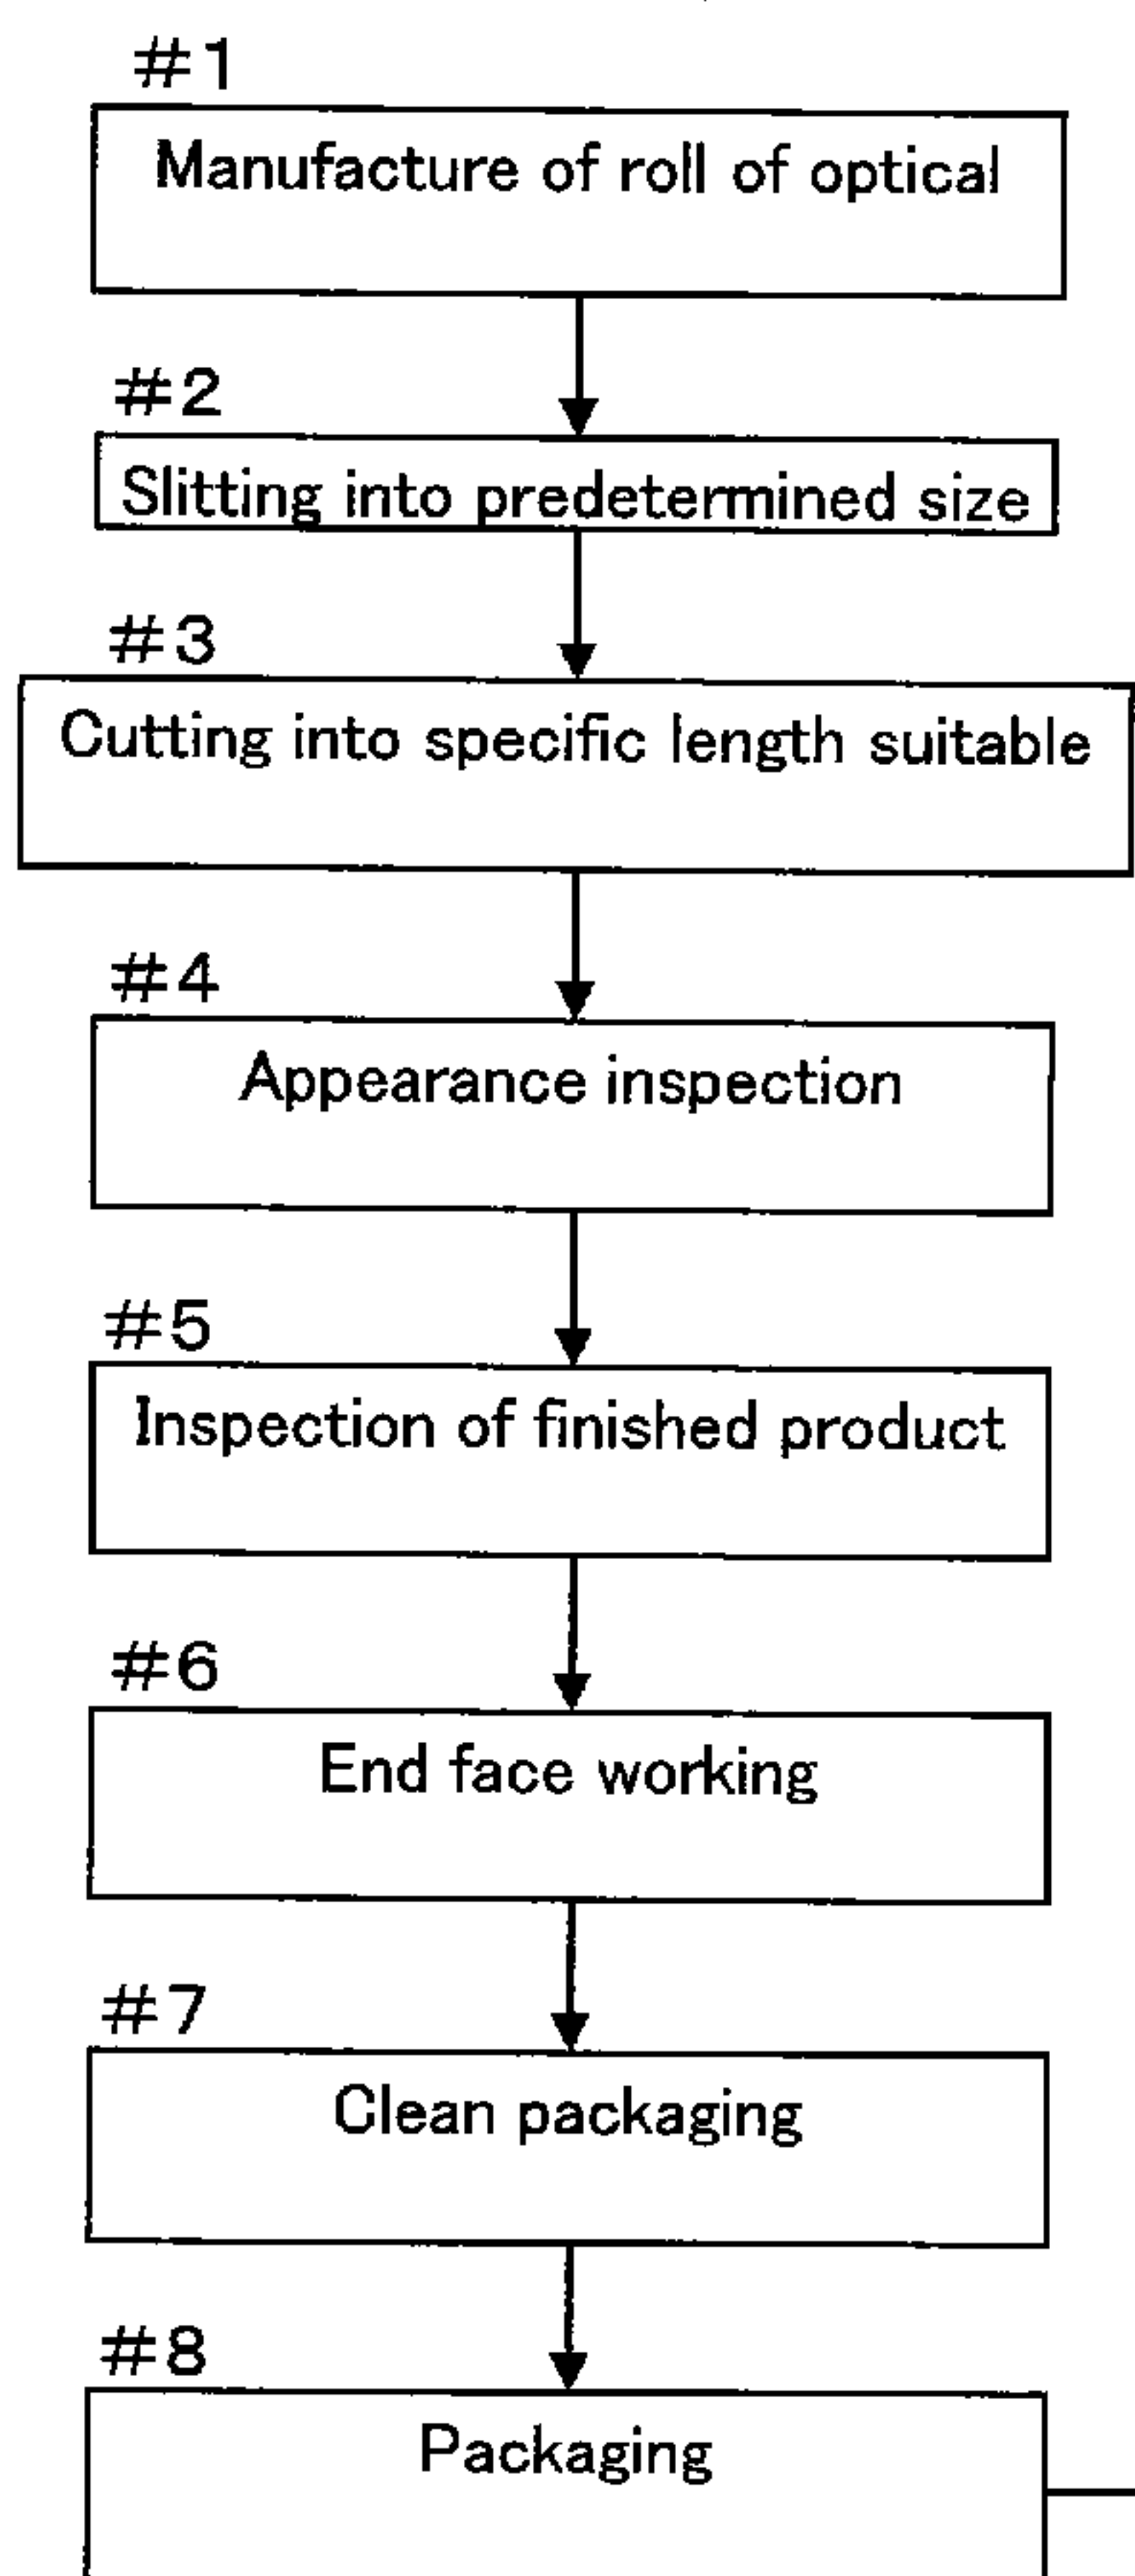 #1
Manufacture of roll of optical
#2
Slitting into predetermined size
#3
Cutting into specific length suitable
#4
Appearance inspection
#5
Inspection of finished product
#6
End face working
#7
Clean packaging
#8
Packaging